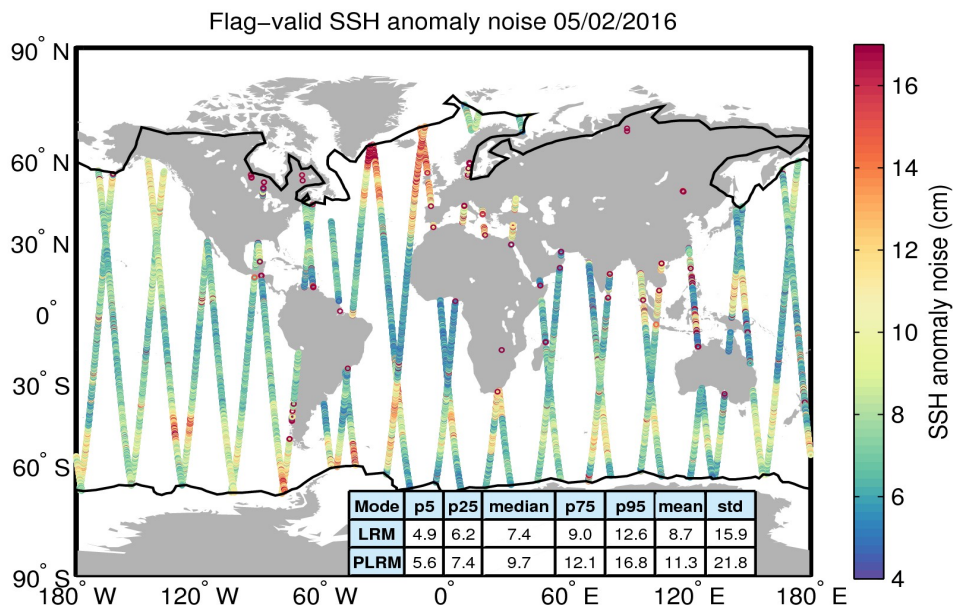 Flag−valid SSH anomaly noise 05/02/2016
90° N
60° N
30° N
0°
30° S
60° S
90° S
180° W
120° W
60° W
0°
60° E
120° E
180° E
16
14
12
10
8
6
4
SSH anomaly noise (cm)
Mode p5 p25 median p75 p95 mean std
LRM 4.9 6.2 7.4 9.0 12.6 8.7 15.9
PLRM 5.6 7.4 9.7 12.1 16.8 11.3 21.8